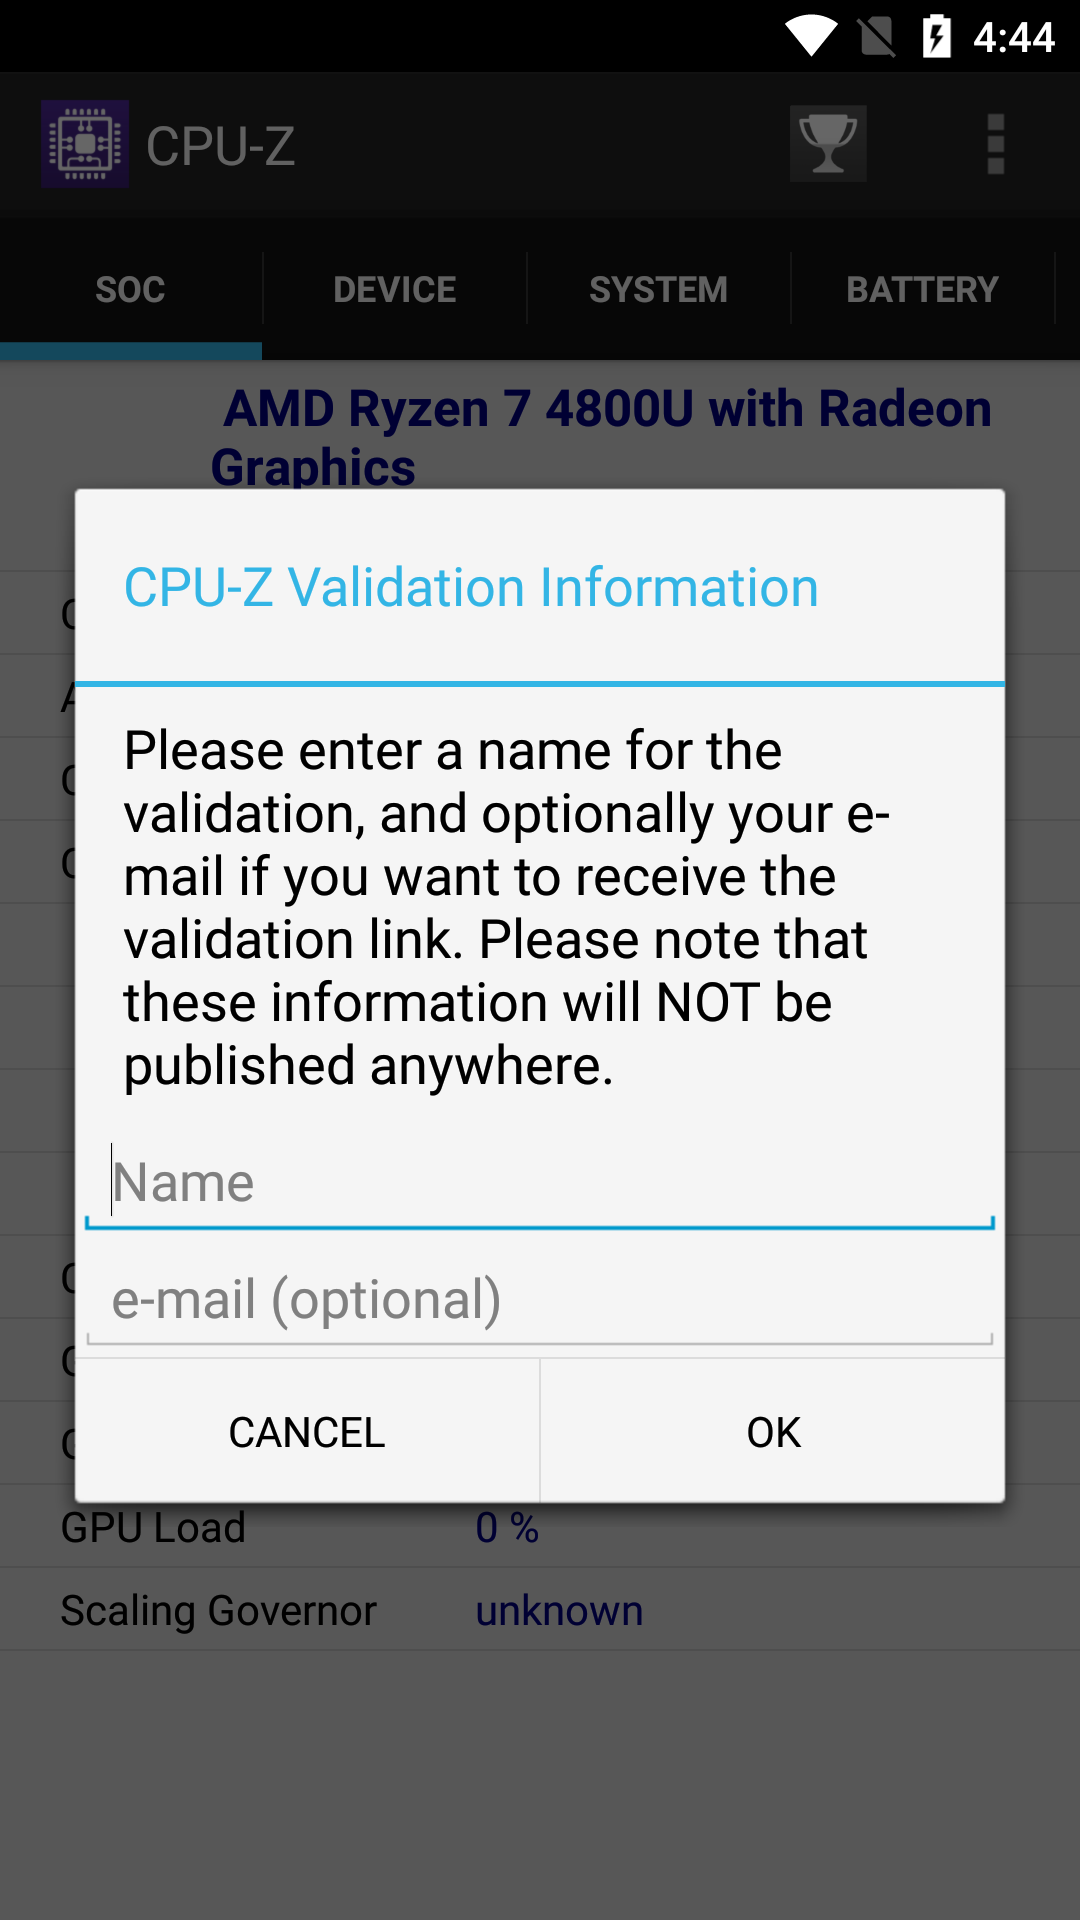 4:44
CPU-Z
SOC DEVICE SYSTEM BATTERY
AMD Ryzen 7 4800U with Radeon
Graphics
CPU-Z Validation Information
Please enter a name for the
validation, and optionally your e-
mail if you want to receive the
validation link. Please note that
these information will NOT be
published anywhere.
Name
e-mail (optional)
CANCEL OK
GPU Load 0 %
Scaling Governor unknown